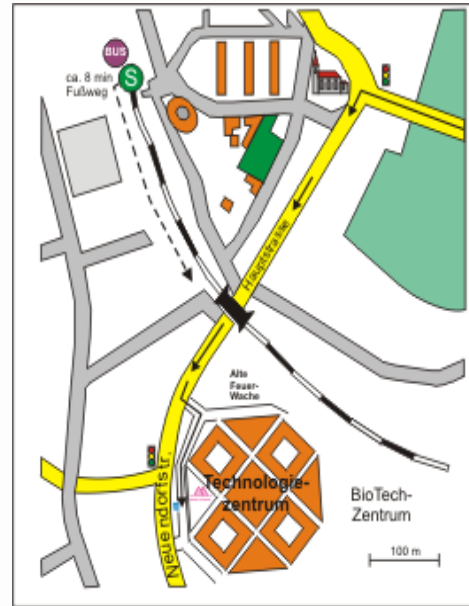 BUS
S
ca. 8 min
Fußweg
Hauptstrasse
Alte
Feuer-
Wache
Technologie-
zentrum
Neuendorfstr.
BioTech-
Zentrum
100 m